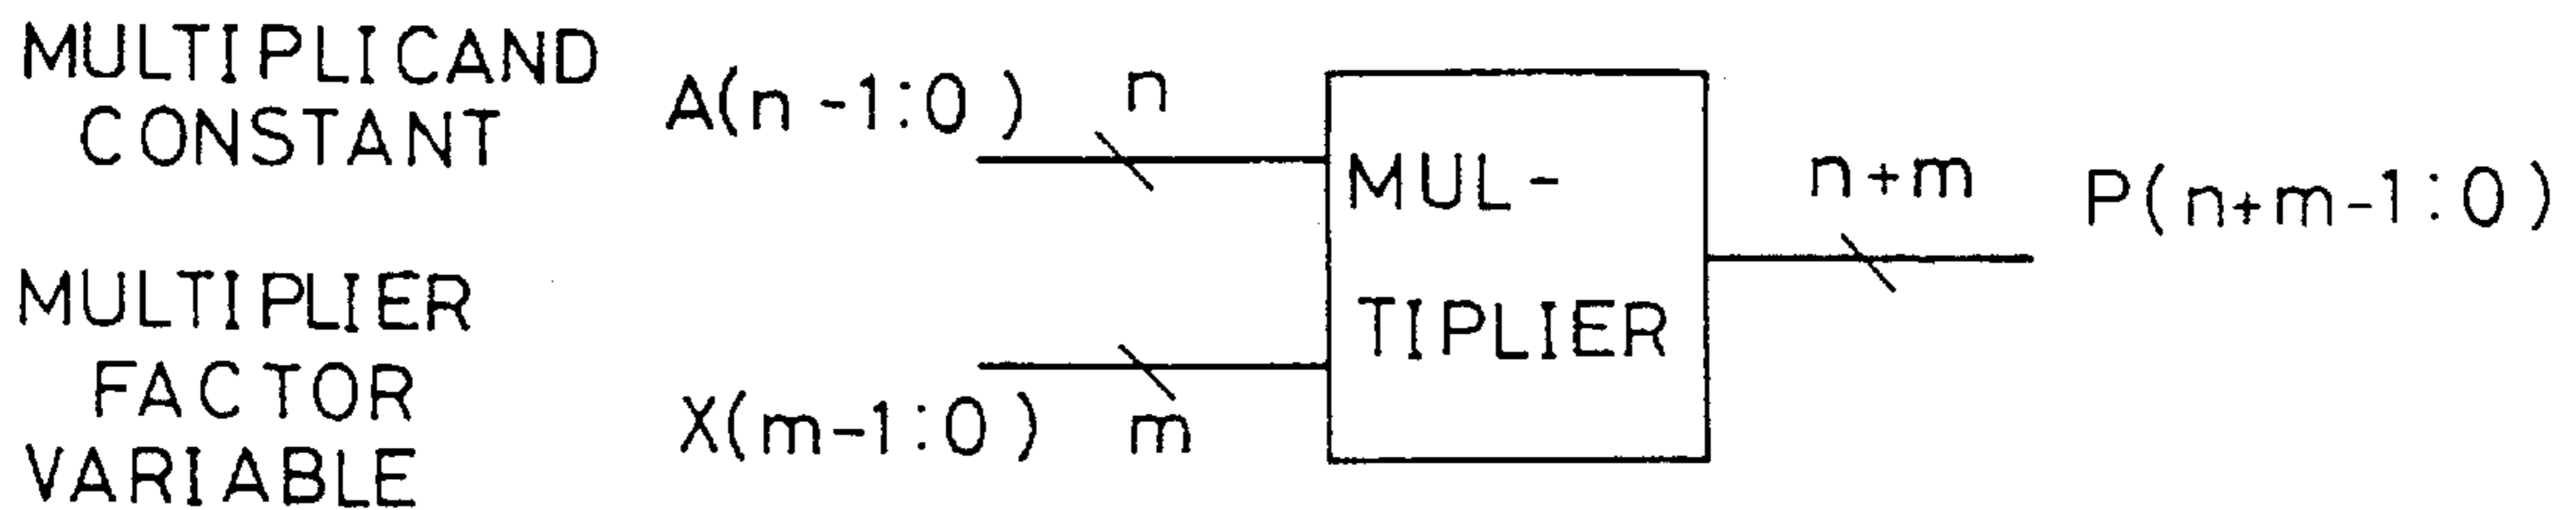 MULTIPLICAND
CONSTANT
A(n-1:0)
n
MULTIPLIER
FACTOR
VARIABLE
X(m-1:0)
m
MUL-
TIPLIER
n+m
P(n+m-1:0)